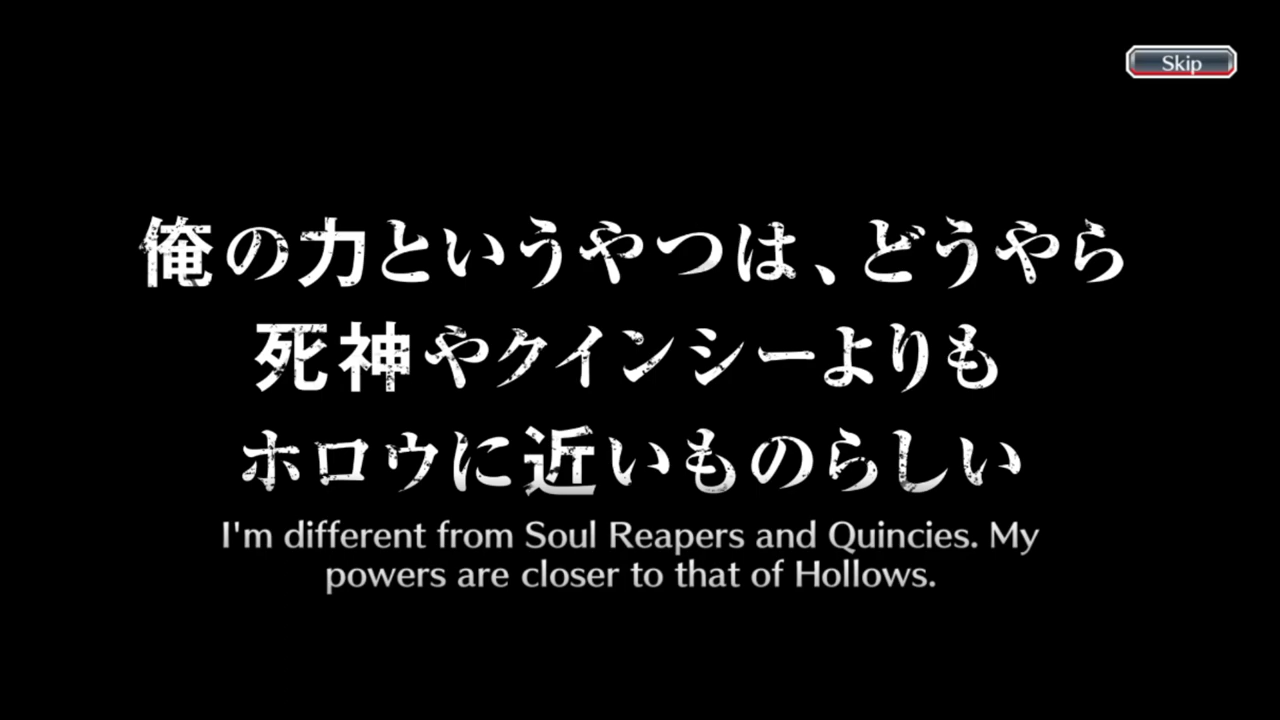 Skip
俺の力というやつは、どうやら
死神やクインシーよりも
ホロウに近いものらしい
I'm different from Soul Reapers and Quincies. My
powers are closer to that of Hollows.